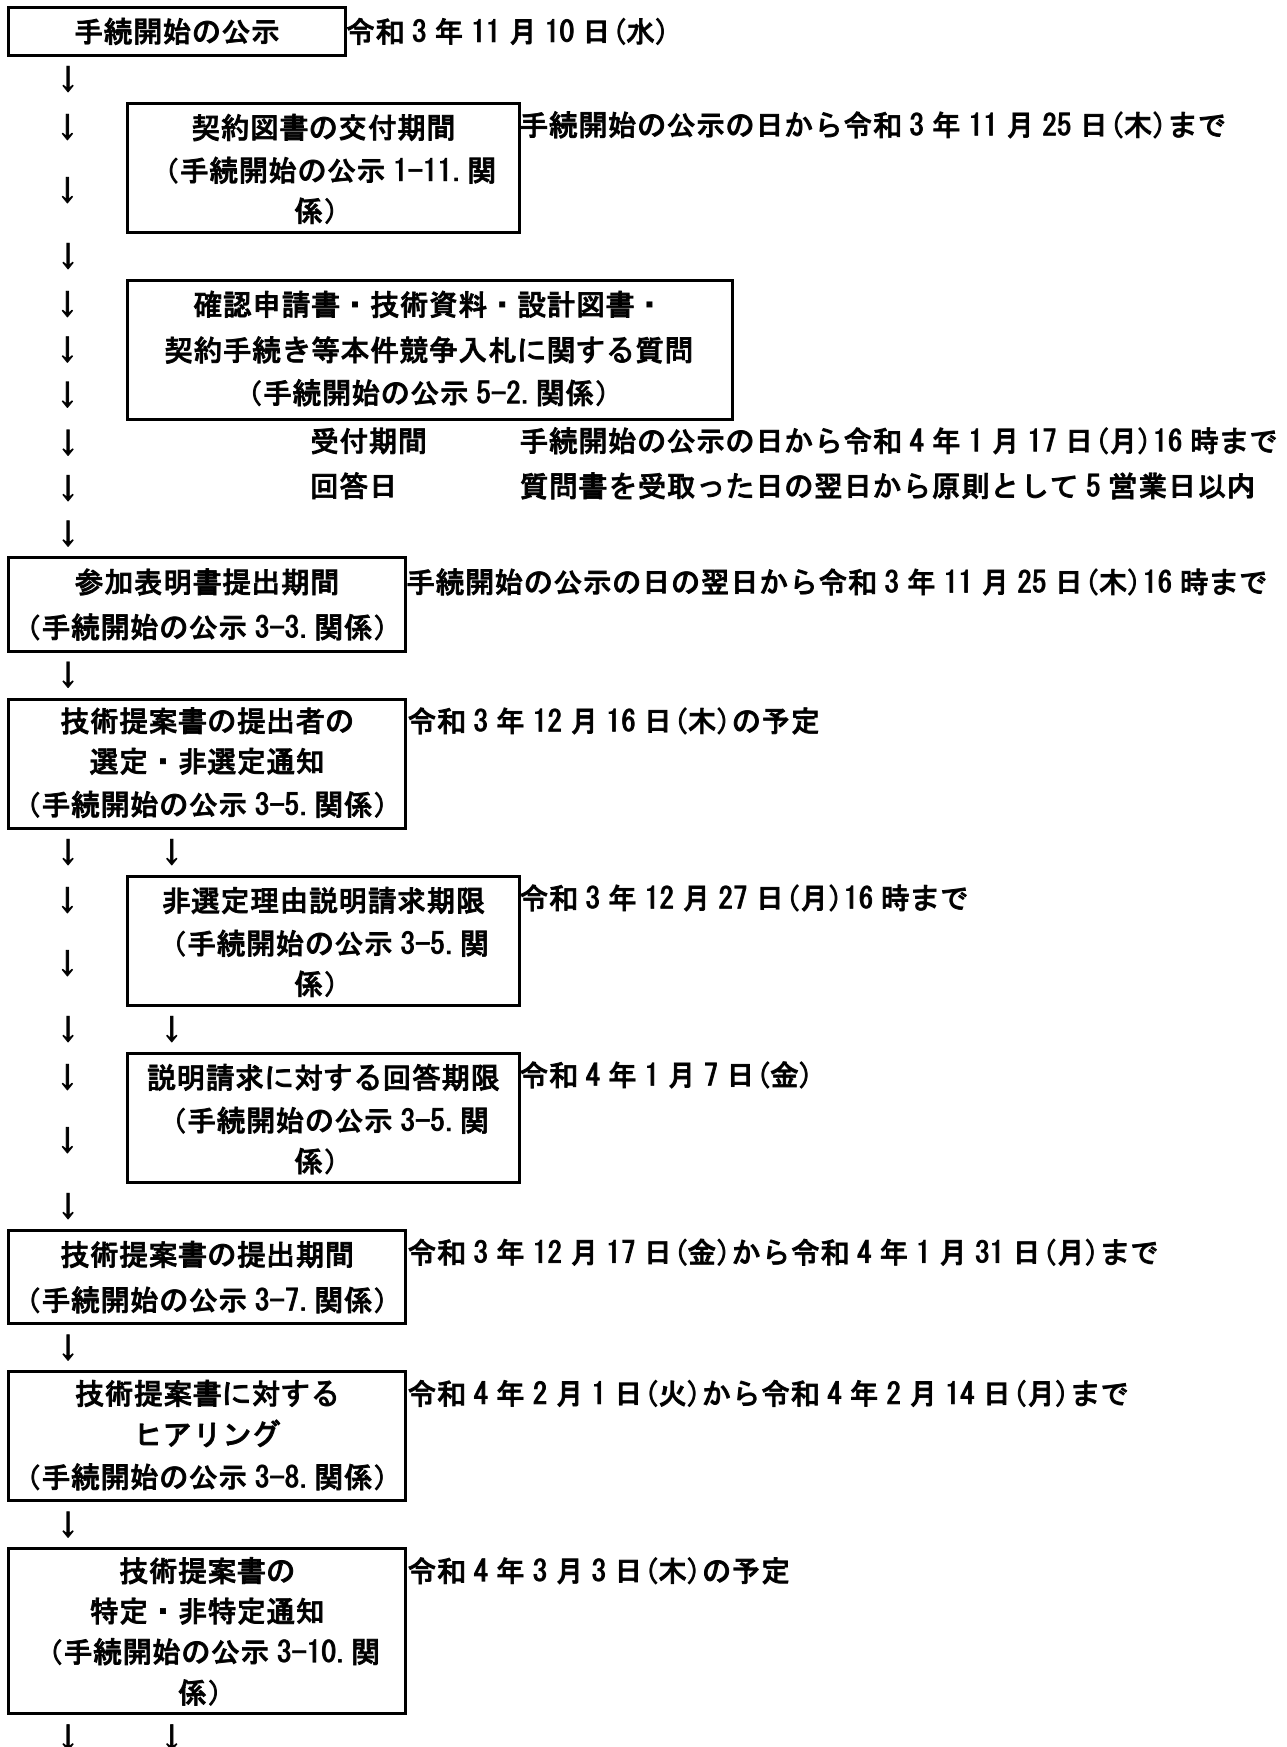 手続開始の公示 令和3年11月10日(水)
↓
↓ 契約図書の交付期間 手続開始の公示の日から令和3年11月25日(木)まで
(手続開始の公示1-11.関
↓
係)
↓
↓ 確認申請書・技術資料・設計図書・
↓ 契約手続き等本件競争入札に関する質問
↓ (手続開始の公示5-2.関係)
↓ 受付期間 手続開始の公示の日から令和4年1月17日(月)16時まで
↓ 回答日 質問書を受取った日の翌日から原則として5営業日以内
↓
参加表明書提出期間 手続開始の公示の日の翌日から令和3年11月25日(木)16時まで
(手続開始の公示3-3.関係)
↓
技術提案書の提出者の 令和3年12月16日(木)の予定
選定・非選定通知
(手続開始の公示3-5.関係)
↓ ↓
↓ 非選定理由説明請求期限 令和3年12月27日(月)16時まで
(手続開始の公示3-5.関
↓
係)
↓ ↓
↓ 説明請求に対する回答期限 令和4年1月7日(金)
(手続開始の公示3-5.関
↓
係)
↓
技術提案書の提出期間 令和3年12月17日(金)から令和4年1月31日(月)まで
(手続開始の公示3-7.関係)
↓
技術提案書に対する 令和4年2月1日(火)から令和4年2月14日(月)まで
ヒアリング
(手続開始の公示3-8.関係)
↓
技術提案書の 令和4年3月3日(木)の予定
特定・非特定通知
(手続開始の公示3-10.関
係)
↓ ↓